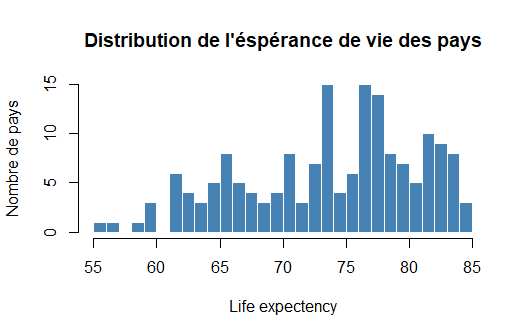 Distribution de l'éspérance de vie des pays
Nombre de pays
15
10
5
0
55 60 65 70 75 80 85
Life expectency